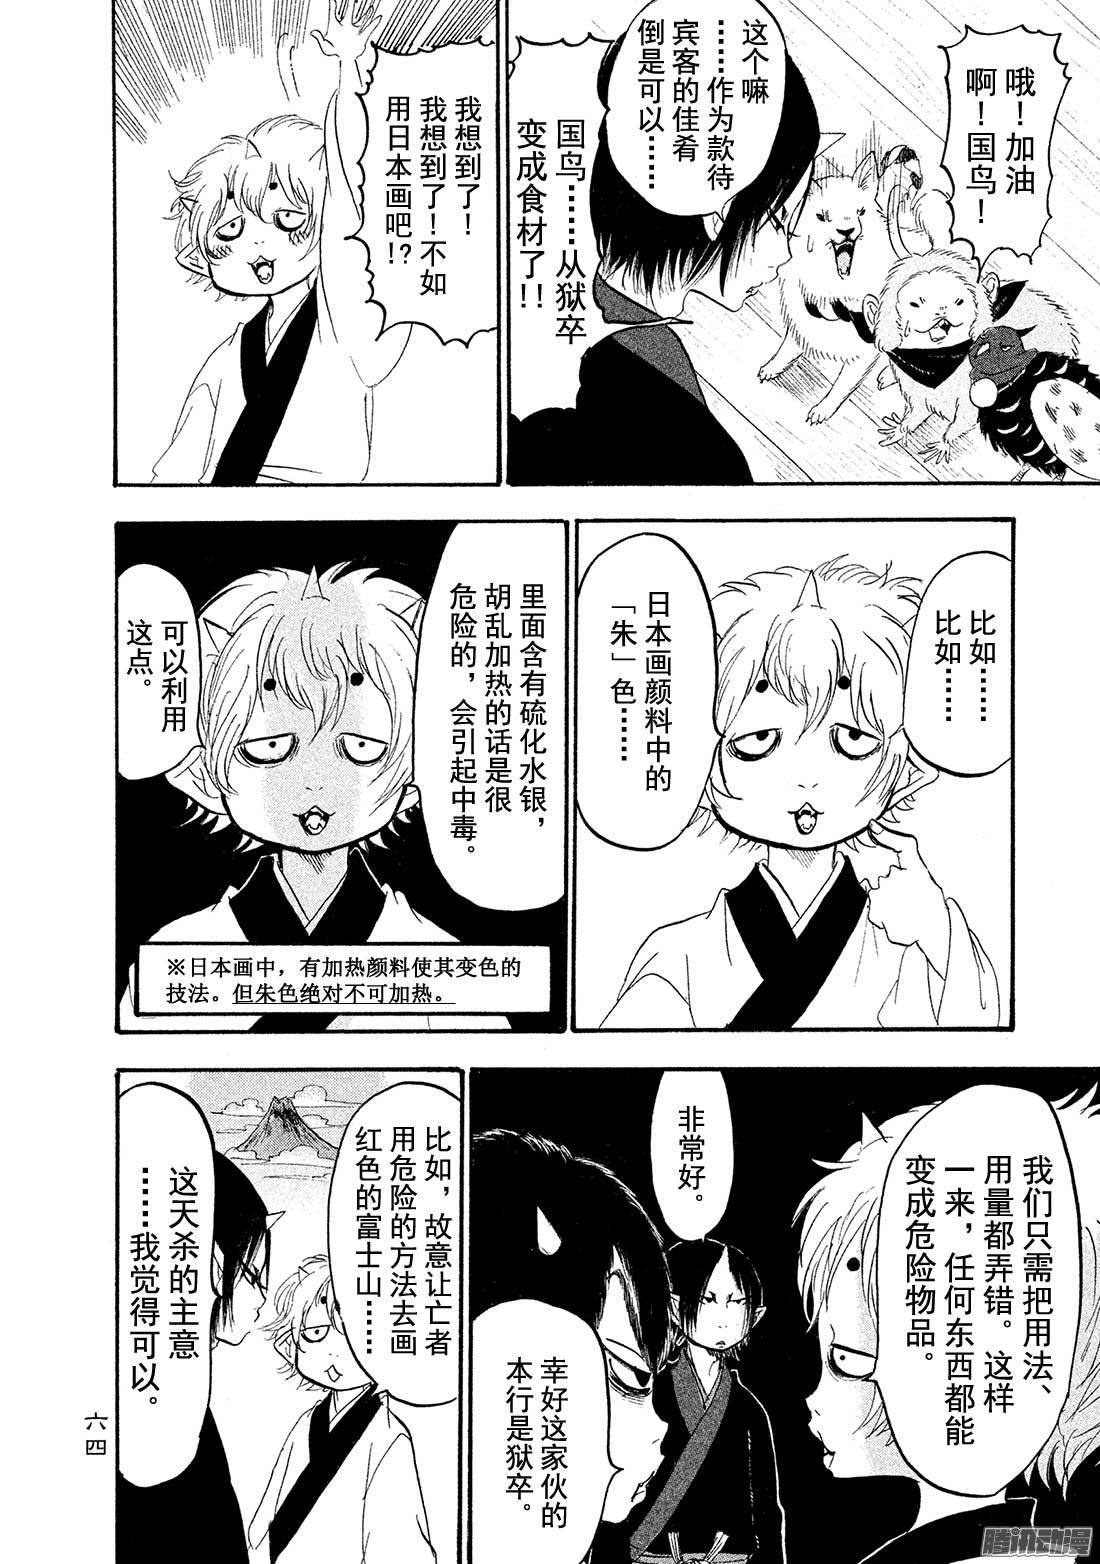 哦！加油
啊！国鸟！
这个嘛
……作为款待
宾客的佳肴
倒是可以……
国鸟……从狱卒
变成食材了!!
我想到了！
我想到了！不如
用日本画吧!?
比如……
比如……
日本画颜料中的
「朱」色……
里面含有硫化水银，
胡乱加热的话是很
危险的，会引起中毒。
可以利用
这点。
※日本画中，有加热颜料使其变色的
技法。但朱色绝对不可加热。
我们只需把用法、
用量都弄错。这样
一来，任何东西都能
变成危险物品。
非常好。
幸好这家伙的
本行是狱卒。
比如，故意让亡者
用危险的方法去画
红色的富士山……
这天杀的主意
……我觉得可以。
六四
腾讯动漫